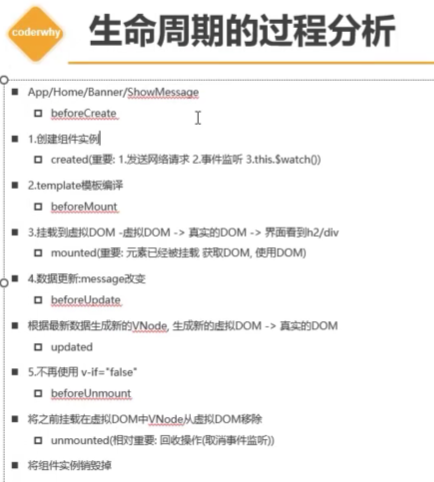 coderwhy
生命周期的过程分析
App/Home/Banner/ShowMessage
beforeCreate
1.创建组件实例
created(重要: 1.发送网络请求 2.事件监听 3.this.$watch())
2.template模板编译
beforeMount
3.挂载到虚拟DOM -虚拟DOM -> 真实的DOM -> 界面看到h2/div
mounted(重要: 元素已经被挂载 获取DOM, 使用DOM)
4.数据更新:message改变
beforeUpdate
根据最新数据生成新的VNode, 生成新的虚拟DOM -> 真实的DOM
updated
5.不再使用 v-if="false"
beforeUnmount
将之前挂载在虚拟DOM中VNode从虚拟DOM移除
unmounted(相对重要: 回收操作(取消事件监听))
将组件实例销毁掉